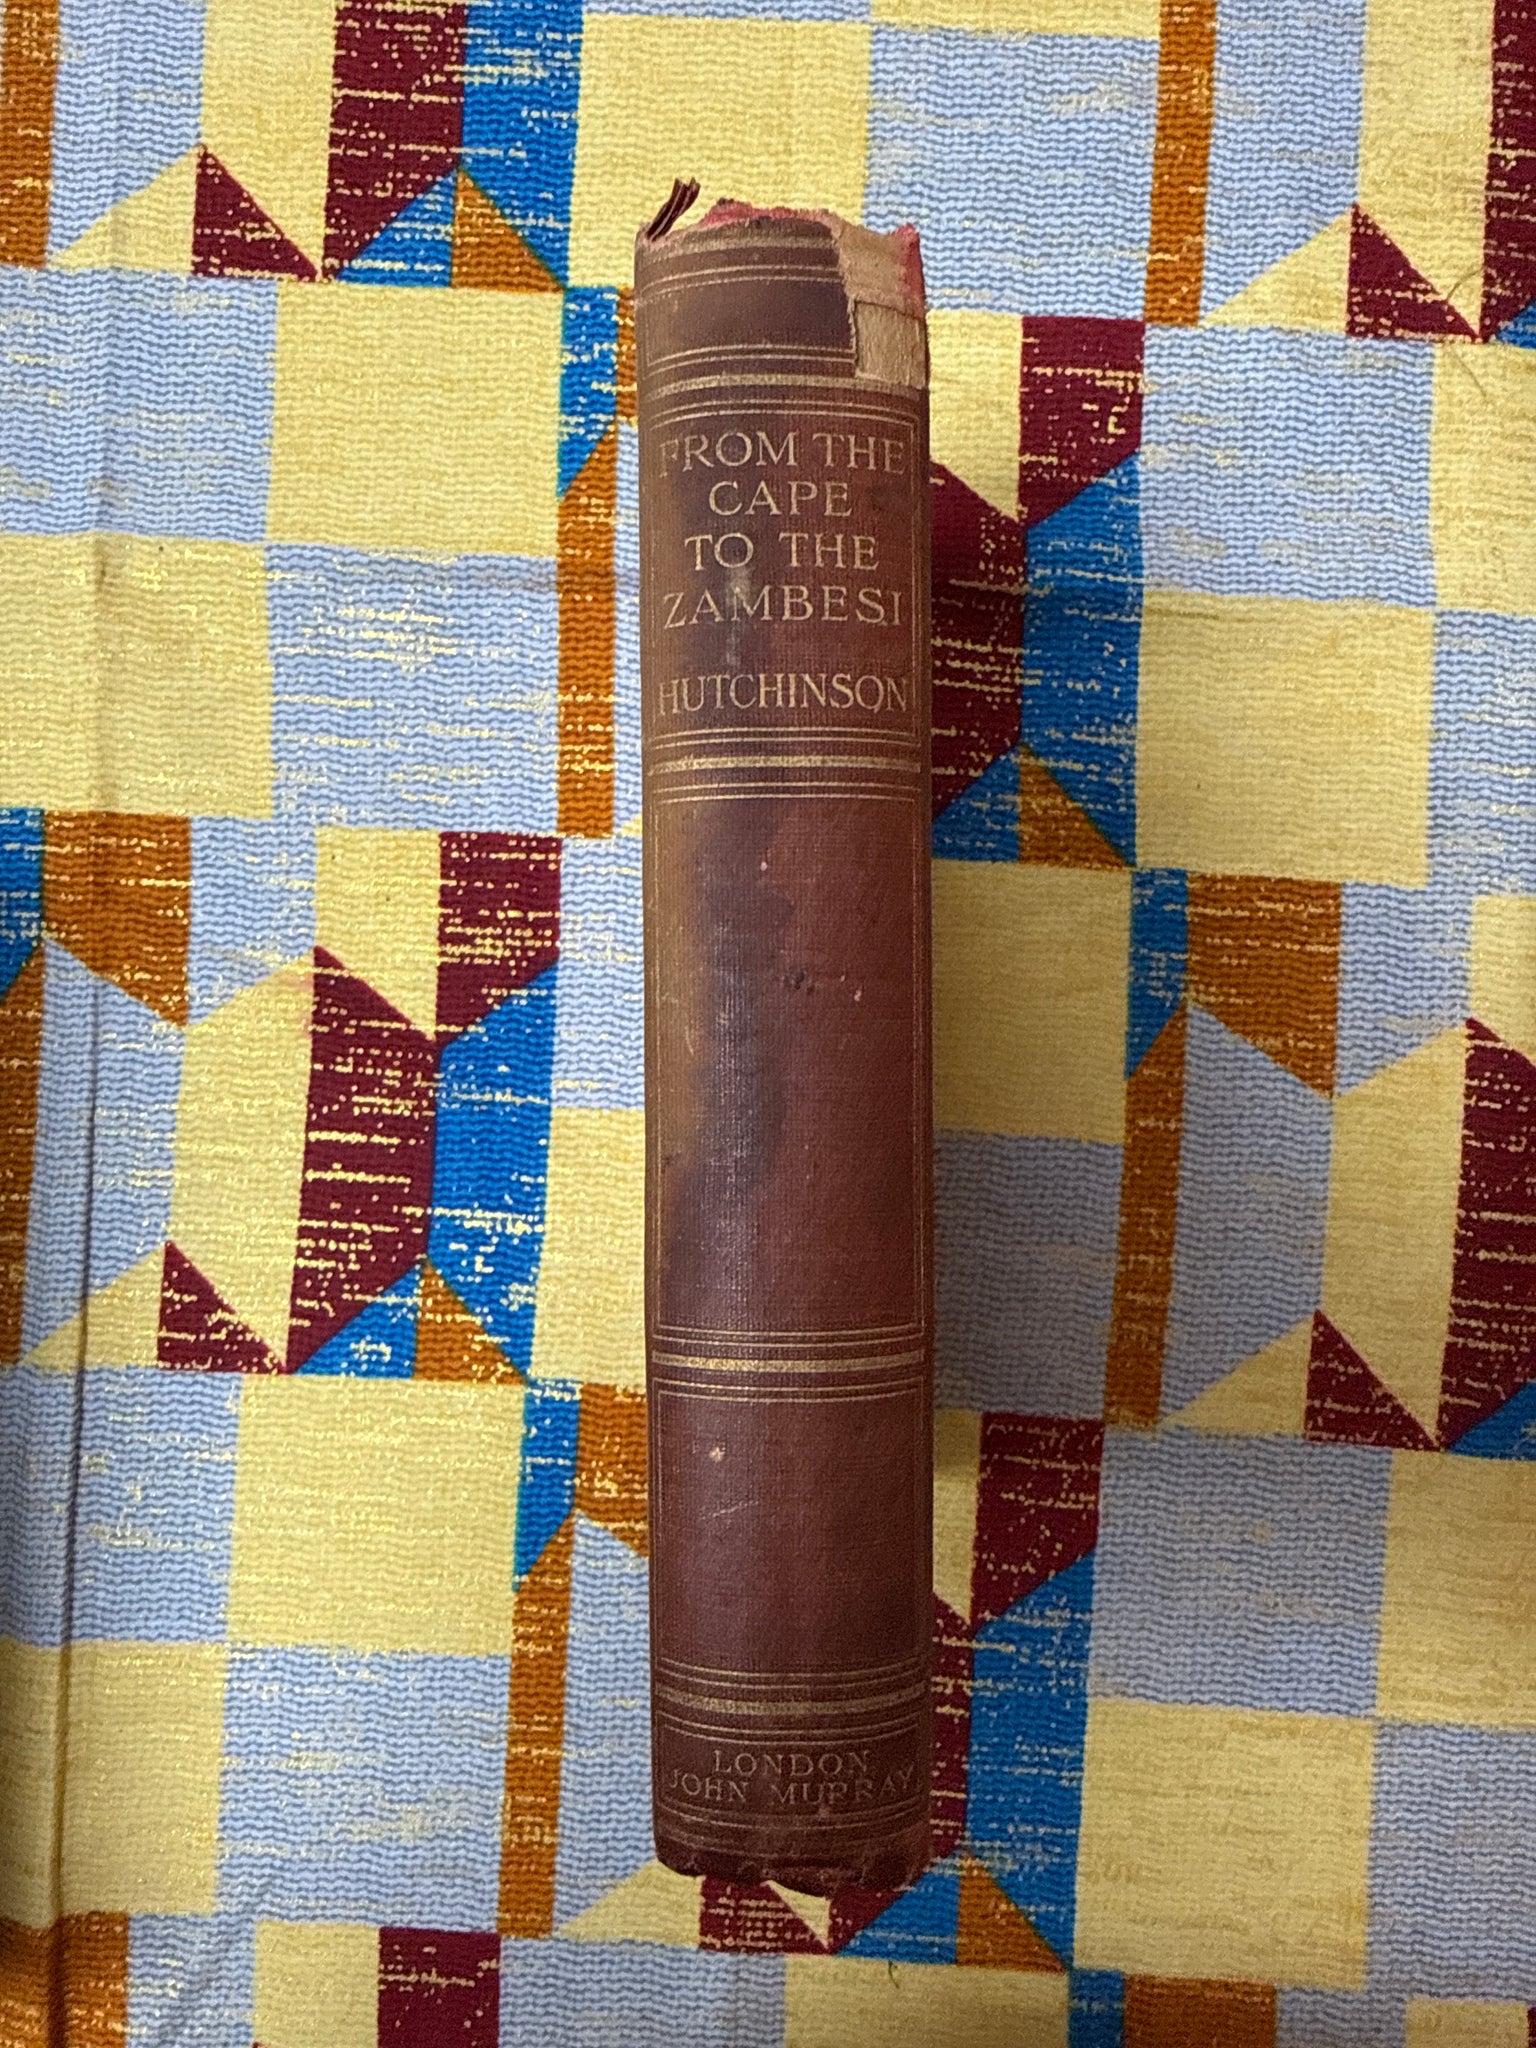 FROM THE
CAPE
TO THE
ZAMBESI
HUTCHINSON
LONDON
JOHN MURRAY